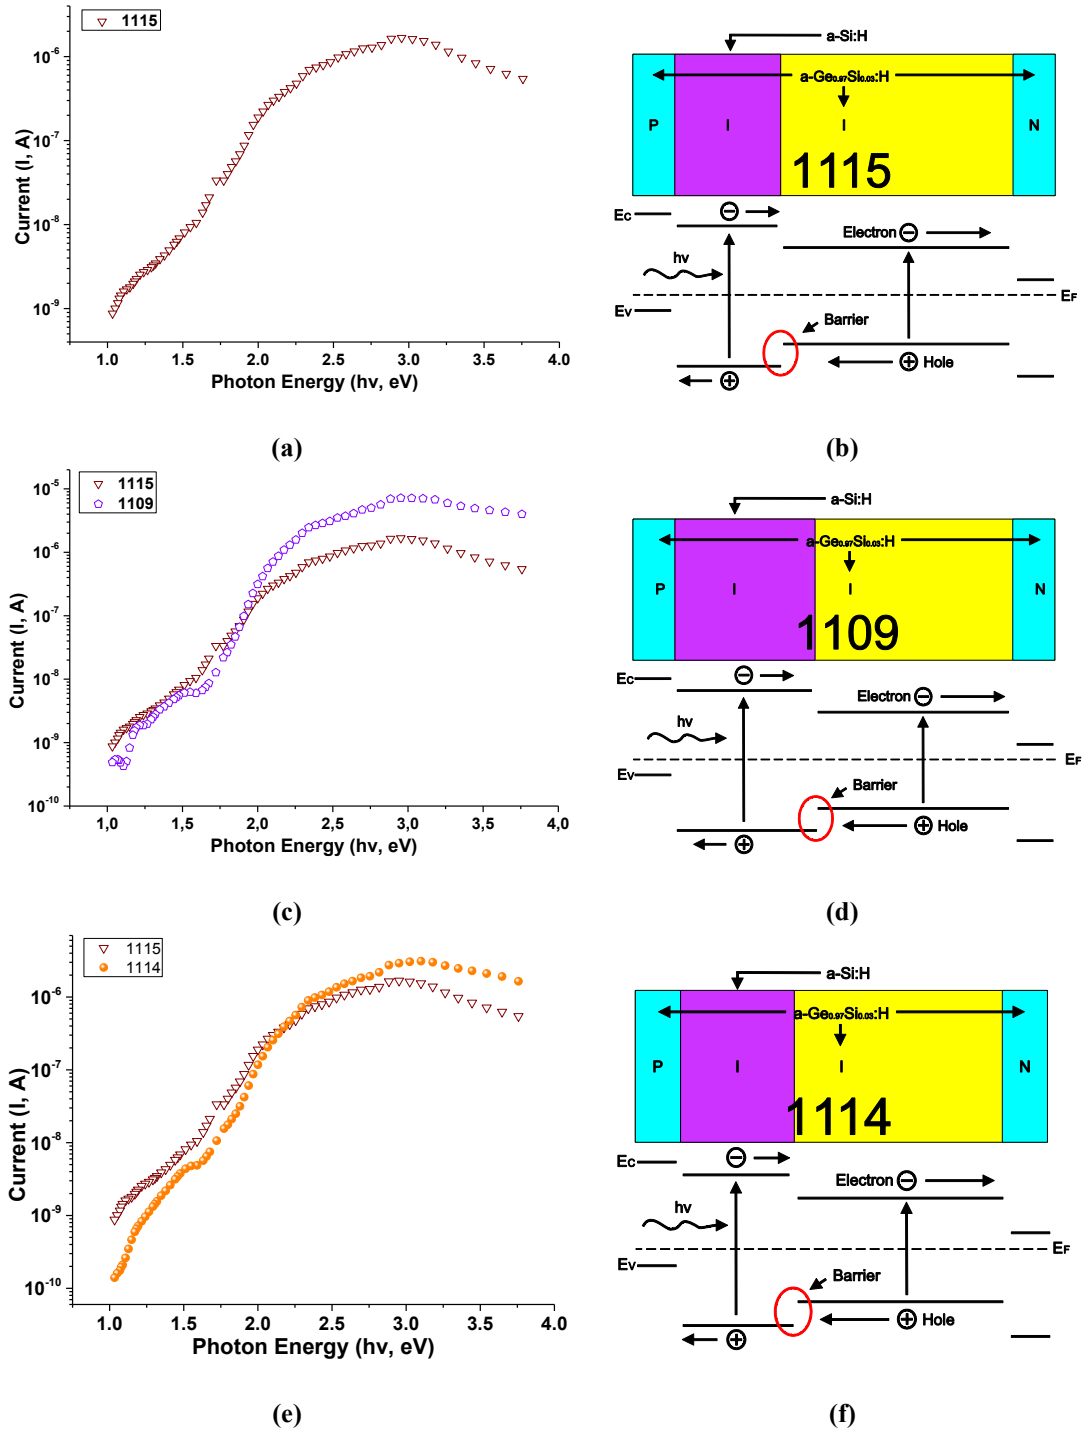 1115
Current (I, A)
10⁻⁶
10⁻⁷
10⁻⁸
10⁻⁹
1.0 1.5 2.0 2.5 3.0 3.5 4.0
Photon Energy (hν, eV)
(a)
a-Si:H
a-Ge₀.₉₇Si₀.₀₃:H
P I I N
1115
Ec
Electron
hv
EF
Ev
Barrier
Hole
(b)
1115
1109
Current (I, A)
10⁻⁵
10⁻⁶
10⁻⁷
10⁻⁸
10⁻⁹
10⁻¹⁰
1,0 1,5 2,0 2,5 3,0 3,5 4,0
Photon Energy (hν, eV)
(c)
a-Si:H
a-Ge₀.₉₇Si₀.₀₃:H
P I I N
1109
Ec
Electron
hv
EF
Ev
Barrier
Hole
(d)
1115
1114
Current (I, A)
10⁻⁶
10⁻⁷
10⁻⁸
10⁻⁹
10⁻¹⁰
1.0 1.5 2.0 2.5 3.0 3.5 4.0
Photon Energy (hν, eV)
(e)
a-Si:H
a-Ge₀.₉₇Si₀.₀₃:H
P I I N
1114
Ec
Electron
hv
EF
Ev
Barrier
Hole
(f)